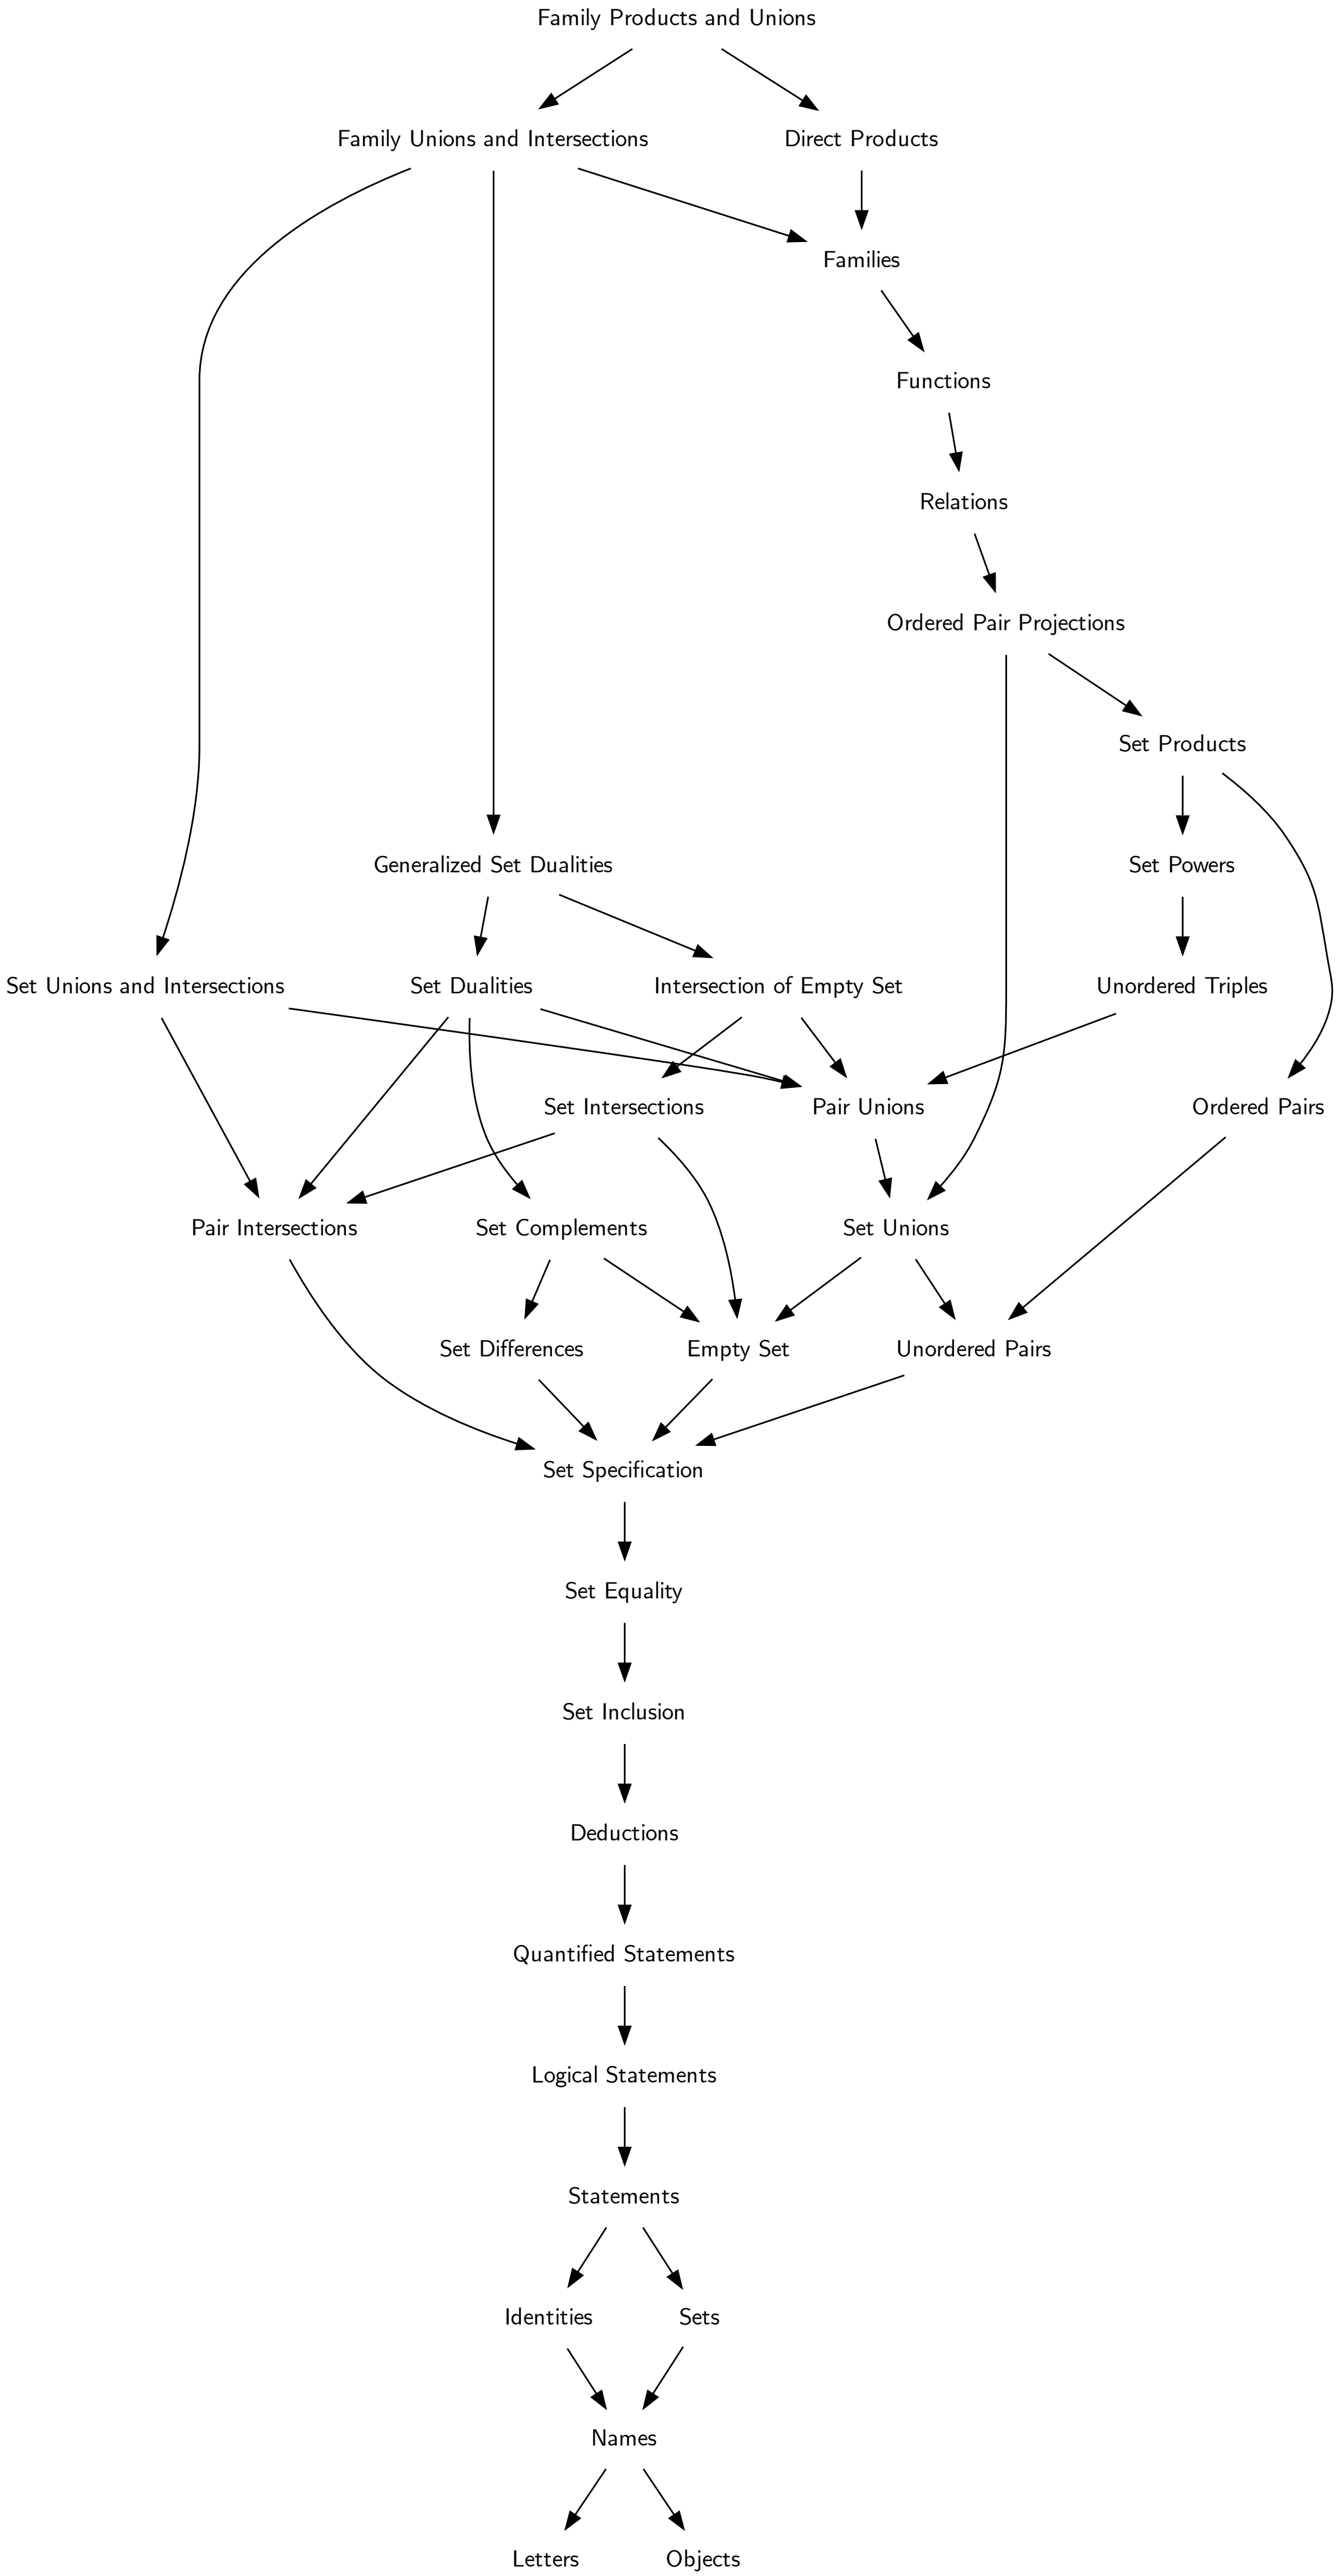 Family Products and Unions
Family Unions and Intersections
Direct Products
Families
Functions
Relations
Ordered Pair Projections
Set Products
Generalized Set Dualities
Set Powers
Set Unions and Intersections
Set Dualities
Intersection of Empty Set
Unordered Triples
Set Intersections
Pair Unions
Ordered Pairs
Pair Intersections
Set Complements
Set Unions
Set Differences
Empty Set
Unordered Pairs
Set Specification
Set Equality
Set Inclusion
Deductions
Quantified Statements
Logical Statements
Statements
Identities
Sets
Names
Letters
Objects